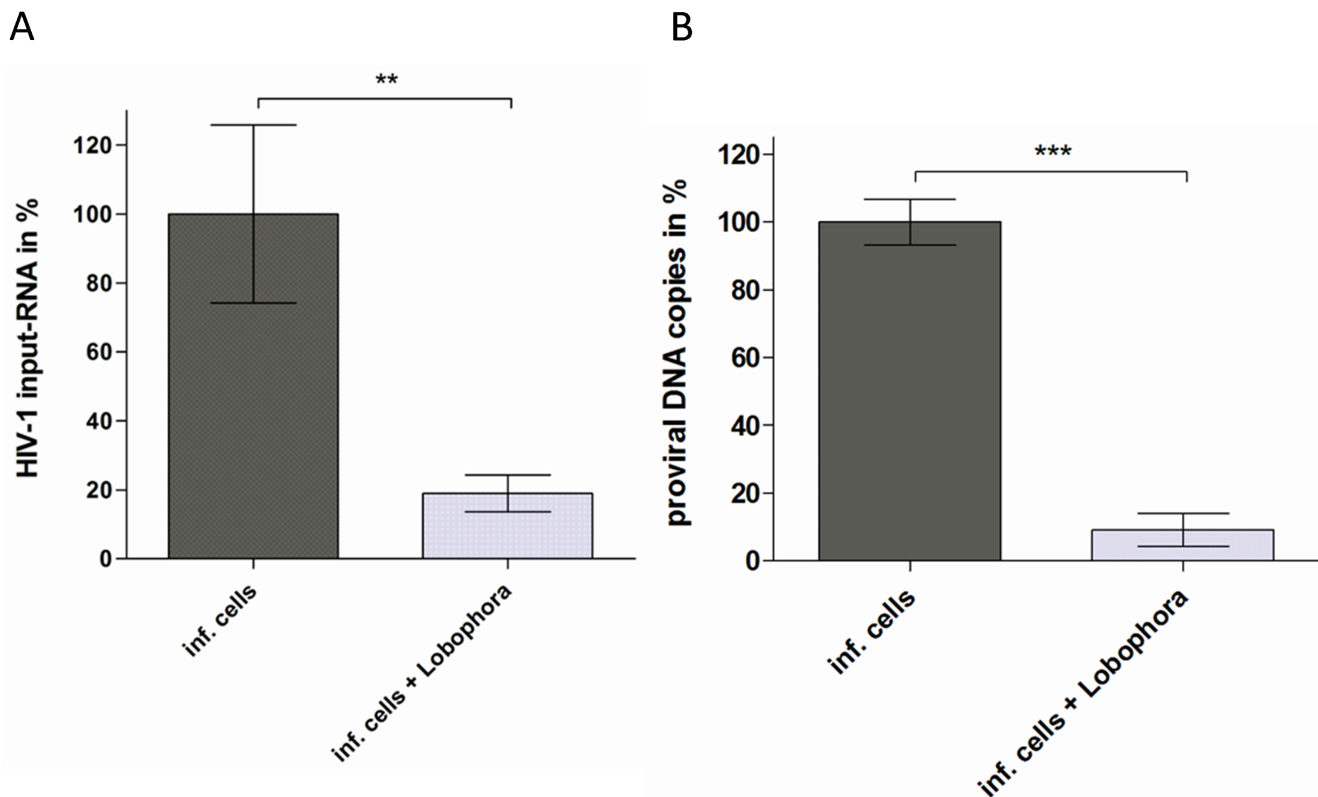 A
**
HIV-1 input-RNA in %
120
100
80
60
40
20
0
inf. cells
inf. cells + Lobophora
B
***
proviral DNA copies in %
120
100
80
60
40
20
0
inf. cells
inf. cells + Lobophora